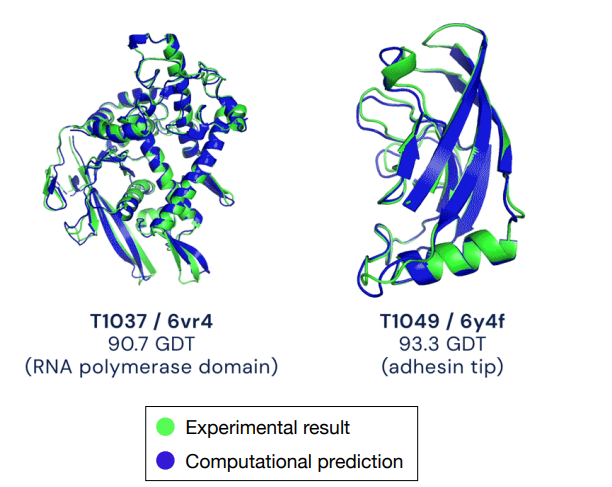 T1037 / 6vr4
90.7 GDT
(RNA polymerase domain)
T1049 / 6y4f
93.3 GDT
(adhesin tip)
Experimental result
Computational prediction